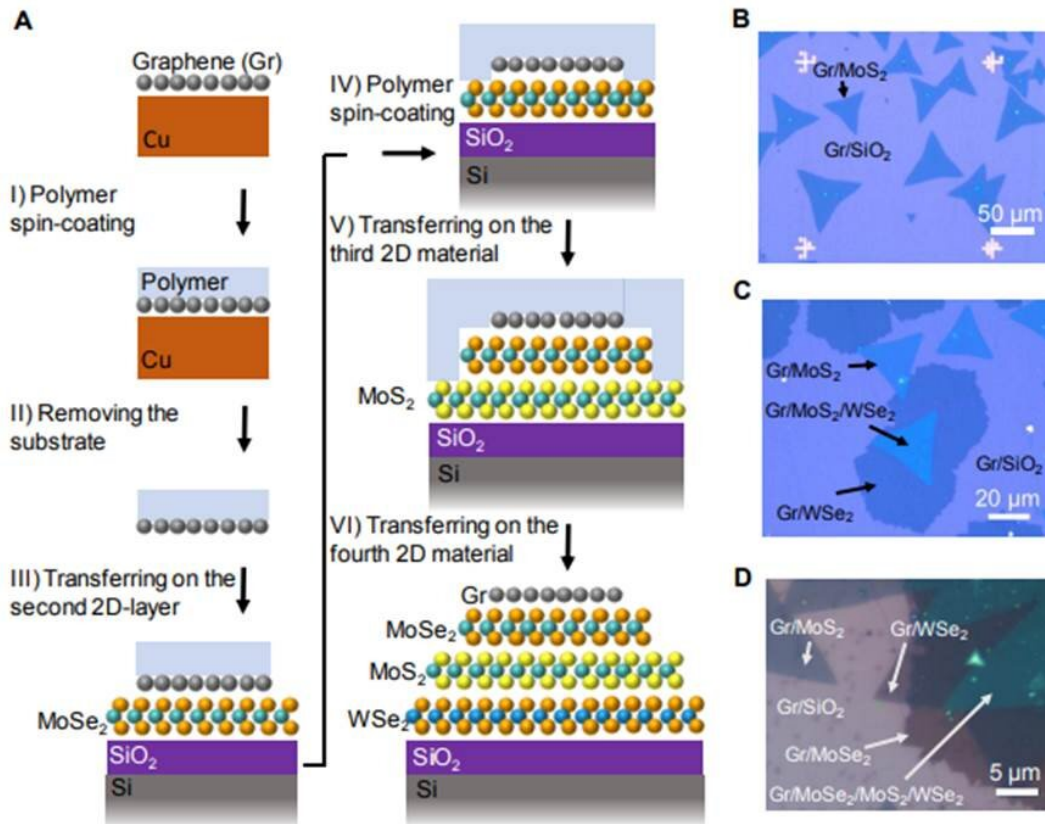 A
Graphene (Gr)
Cu
I) Polymer
spin-coating
Polymer
Cu
II) Removing the
substrate
III) Transferring on the
second 2D-layer
MoSe₂
SiO₂
Si
IV) Polymer
spin-coating
SiO₂
Si
V) Transferring on the
third 2D material
MoS₂
SiO₂
Si
VI) Transferring on the
fourth 2D material
Gr
MoSe₂
MoS₂
WSe₂
SiO₂
Si
B
Gr/MoS₂
Gr/SiO₂
50 µm
C
Gr/MoS₂
Gr/MoS₂/WSe₂
Gr/SiO₂
Gr/WSe₂
20 µm
D
Gr/MoS₂
Gr/WSe₂
Gr/SiO₂
Gr/MoSe₂
Gr/MoSe₂/MoS₂/WSe₂
5 µm